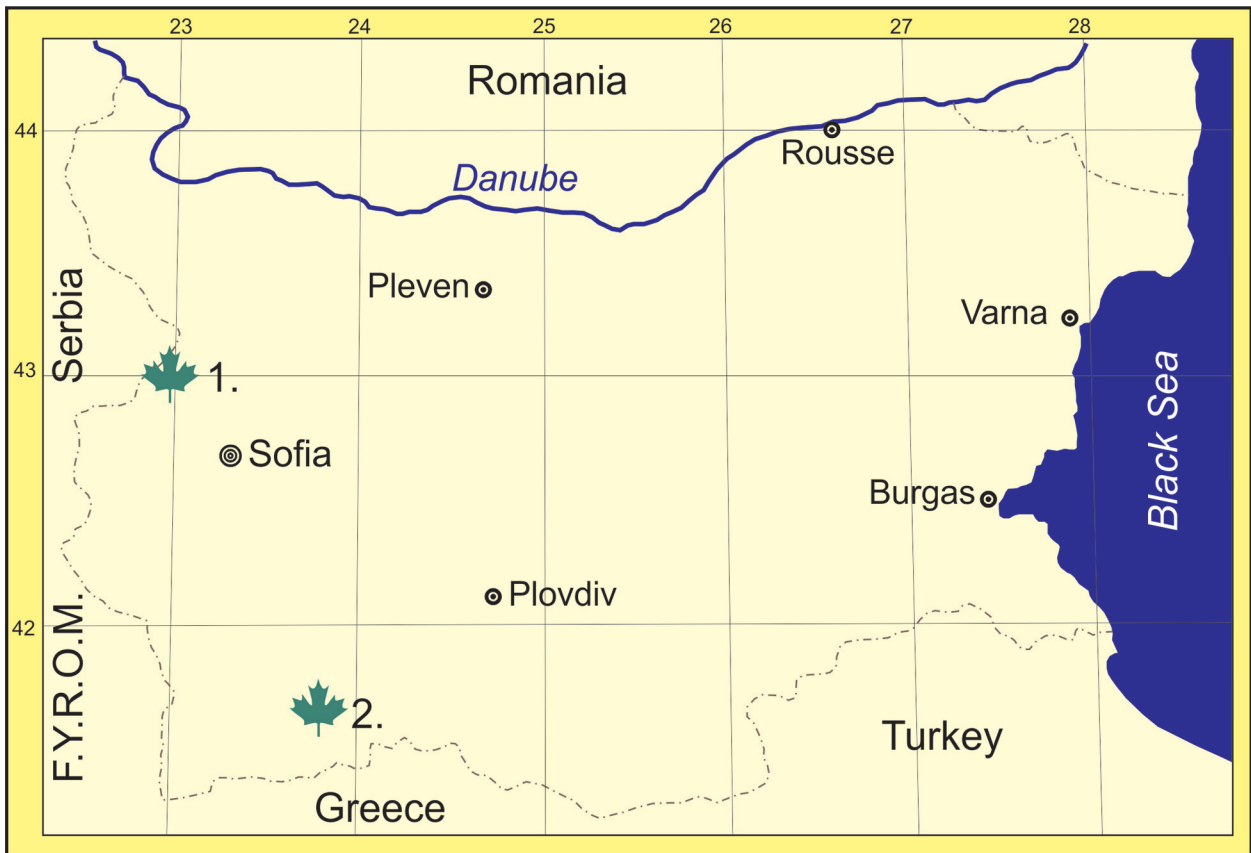 23 24 25 26 27 28
Romania
44
Rousse
Danube
Serbia
Pleven
Varna
43
1.
Black Sea
Sofia
Burgas
Plovdiv
42
F.Y.R.O.M.
2.
Turkey
Greece